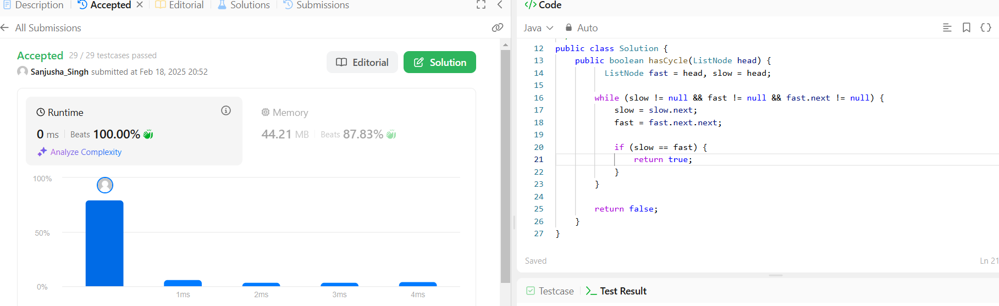 Description
Accepted
Editorial
Solutions
Submissions
All Submissions
Accepted 29 / 29 testcases passed
Sanjusha_Singh submitted at Feb 18, 2025 20:52
Editorial
Solution
Runtime
0 ms Beats 100.00%
Analyze Complexity
Memory
44.21 MB Beats 87.83%
100%
50%
0%
1ms
2ms
3ms
4ms
</> Code
Java
Auto
12 public class Solution {
13 public boolean hasCycle(ListNode head) {
14 ListNode fast = head, slow = head;
15
16 while (slow != null && fast != null && fast.next != null) {
17 slow = slow.next;
18 fast = fast.next.next;
19
20 if (slow == fast) {
21 return true;
22 }
23 }
24
25 return false;
26 }
27 }
Saved
Ln 21
Testcase
Test Result